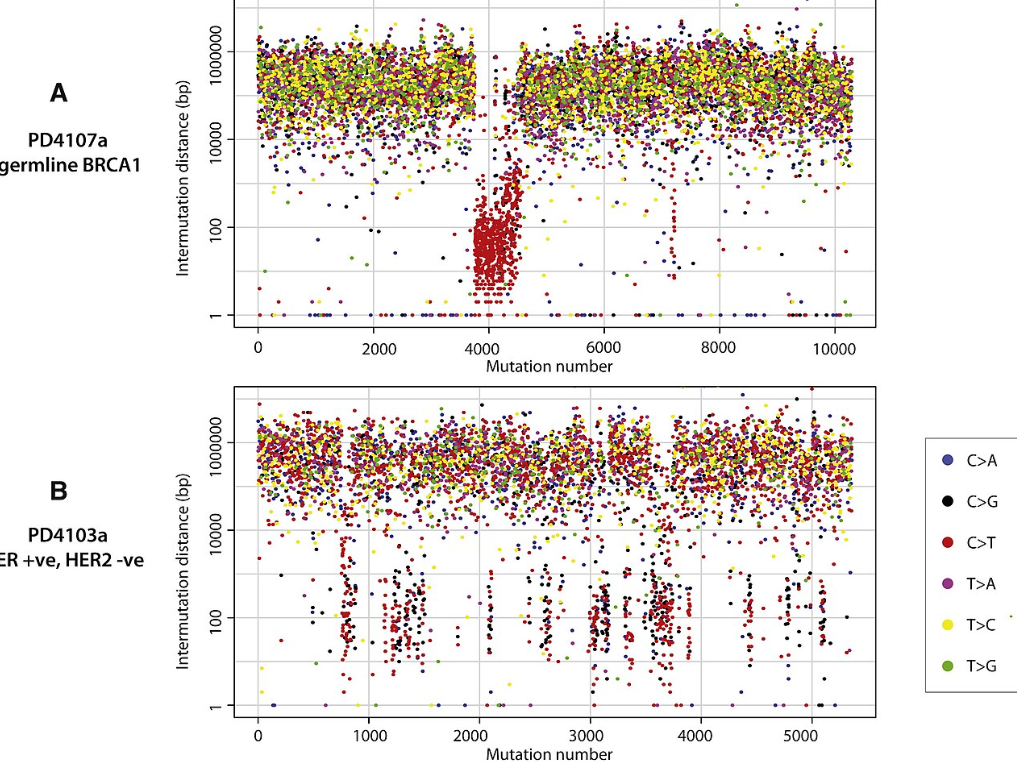 A
PD4107a
germline BRCA1
Intermutation distance (bp)
1000000
10000
100
1
0 2000 4000 6000 8000 10000
Mutation number
B
PD4103a
ER +ve, HER2 -ve
Intermutation distance (bp)
1000000
10000
100
1
0 1000 2000 3000 4000 5000
Mutation number
C>A
C>G
C>T
T>A
T>C
T>G